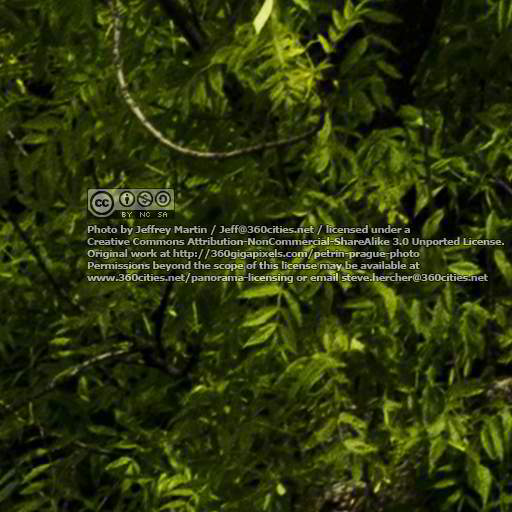 cc
BY NC SA
Photo by Jeffrey Martin / Jeff@360cities.net / licensed under a
Creative Commons Attribution-NonCommercial-ShareAlike 3.0 Unported License.
Original work at http://360gigapixels.com/petrin-prague-photo
Permissions beyond the scope of this license may be available at
www.360cities.net/panorama-licensing or email steve.hercher@360cities.net